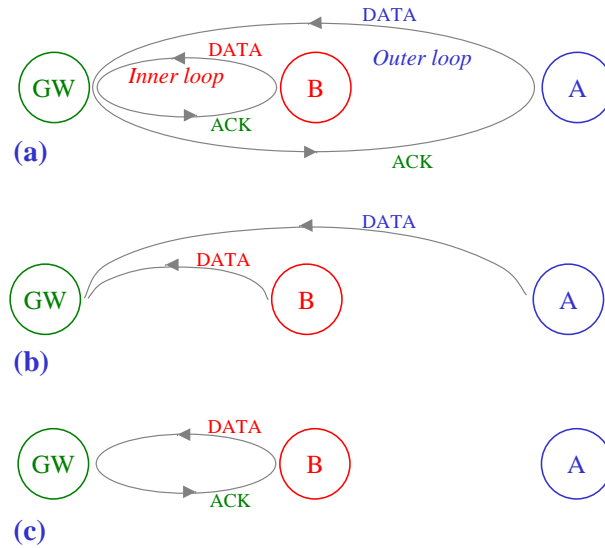 DATA
DATA
Inner loop
Outer loop
GW
B
A
ACK
(a)
ACK
DATA
DATA
GW
B
A
(b)
DATA
GW
B
A
ACK
(c)